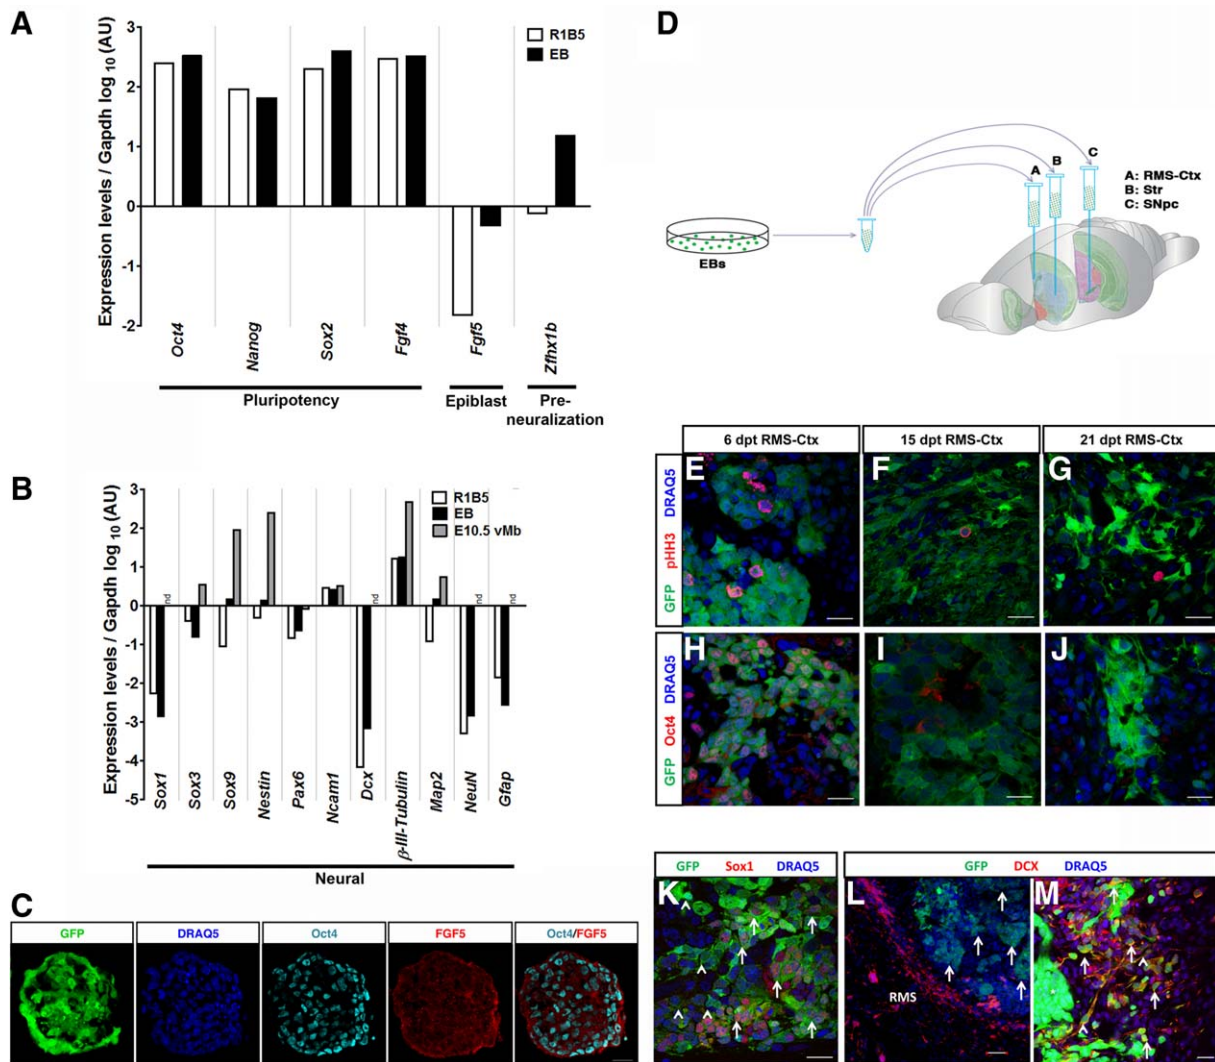 A
Expression levels / Gapdh log 10 (AU)
3
2
1
0
-1
-2
R1B5
EB
Oct4
Nanog
Sox2
Fgf4
Fgf5
Zfhx1b
Pluripotency
Epiblast
Pre-
neuralization
B
Expression levels / Gapdh log 10 (AU)
3
2
1
0
-1
-2
-3
-4
-5
R1B5
EB
E10.5 vMb
nd
nd
nd
nd
Sox1
Sox3
Sox9
Nestin
Pax6
Ncam1
Dcx
β-III-Tubulin
Map2
NeuN
Gfap
Neural
C
GFP
DRAQ5
Oct4
FGF5
Oct4/FGF5
D
EBs
A
B
C
A: RMS-Ctx
B: Str
C: SNpc
6 dpt RMS-Ctx
15 dpt RMS-Ctx
21 dpt RMS-Ctx
GFP pHH3 DRAQ5
E
F
G
GFP Oct4 DRAQ5
H
I
J
GFP Sox1 DRAQ5
GFP DCX DRAQ5
K
L
M
RMS